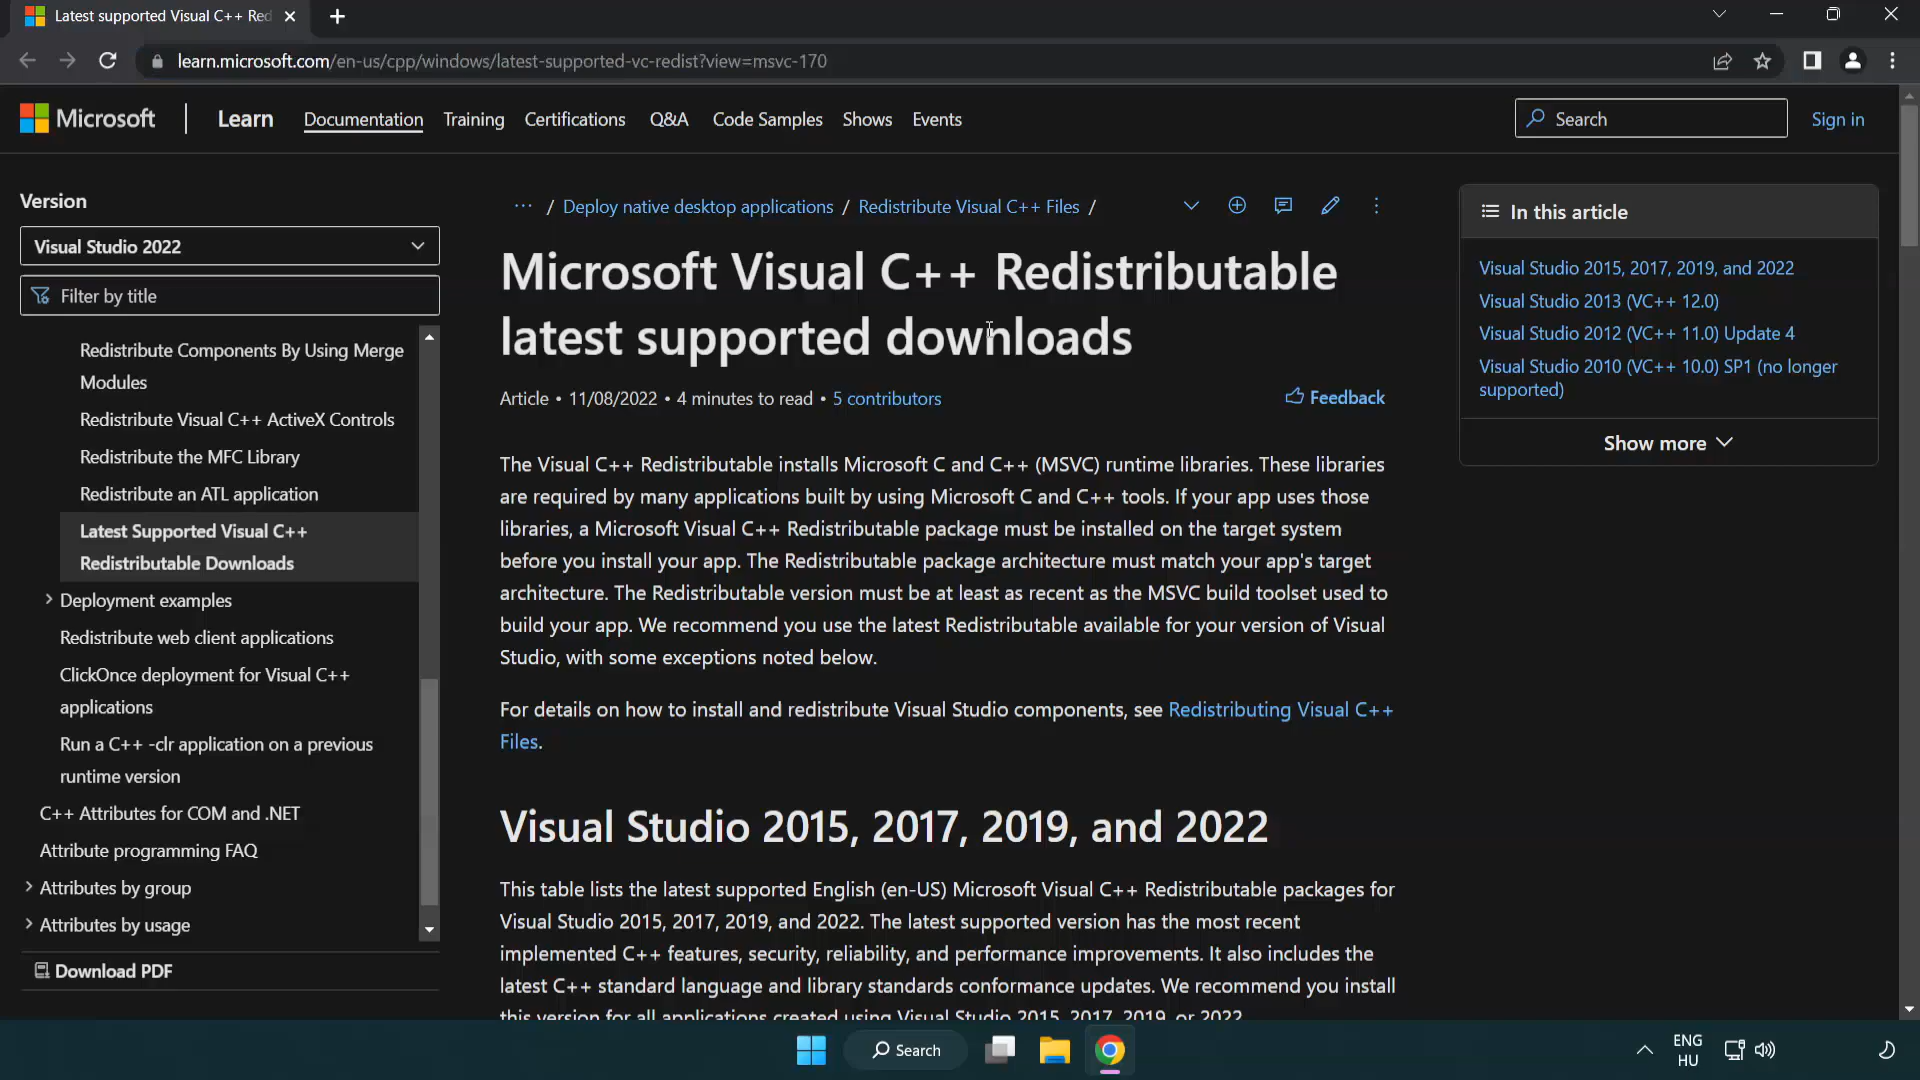 Latest supported Visual C++ Red
learn.microsoft.com/en-us/cpp/windows/latest-supported-vc-redist?view=msvc-170
Microsoft
Learn
Documentation
Training
Certifications
Q&A
Code Samples
Shows
Events
Search
Sign in
Version
Visual Studio 2022
Filter by title
Redistribute Components By Using Merge
Modules
Redistribute Visual C++ ActiveX Controls
Redistribute the MFC Library
Redistribute an ATL application
Latest Supported Visual C++
Redistributable Downloads
Deployment examples
Redistribute web client applications
ClickOnce deployment for Visual C++
applications
Run a C++ -clr application on a previous
runtime version
C++ Attributes for COM and .NET
Attribute programming FAQ
Attributes by group
Attributes by usage
Download PDF
··· / Deploy native desktop applications / Redistribute Visual C++ Files /
Microsoft Visual C++ Redistributable
latest supported downloads
Article • 11/08/2022 • 4 minutes to read • 5 contributors
Feedback
The Visual C++ Redistributable installs Microsoft C and C++ (MSVC) runtime libraries. These libraries
are required by many applications built by using Microsoft C and C++ tools. If your app uses those
libraries, a Microsoft Visual C++ Redistributable package must be installed on the target system
before you install your app. The Redistributable package architecture must match your app's target
architecture. The Redistributable version must be at least as recent as the MSVC build toolset used to
build your app. We recommend you use the latest Redistributable available for your version of Visual
Studio, with some exceptions noted below.
For details on how to install and redistribute Visual Studio components, see Redistributing Visual C++
Files.
Visual Studio 2015, 2017, 2019, and 2022
This table lists the latest supported English (en-US) Microsoft Visual C++ Redistributable packages for
Visual Studio 2015, 2017, 2019, and 2022. The latest supported version has the most recent
implemented C++ features, security, reliability, and performance improvements. It also includes the
latest C++ standard language and library standards conformance updates. We recommend you install
this version for all applications created using Visual Studio 2015, 2017, 2019, or 2022.
In this article
Visual Studio 2015, 2017, 2019, and 2022
Visual Studio 2013 (VC++ 12.0)
Visual Studio 2012 (VC++ 11.0) Update 4
Visual Studio 2010 (VC++ 10.0) SP1 (no longer
supported)
Show more
Search
ENG
HU